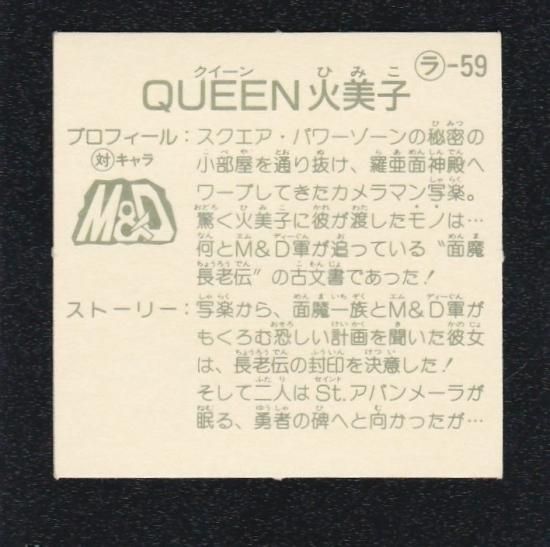 ㋶-59
クイーン ひみこ
QUEEN火美子
プロフィール：スクエア・パワーゾーンの秘密の
小部屋を通り抜け、羅亜面神殿へ
ワープしてきたカメラマン写楽。
驚く火美子に彼が渡したモノは…
何とM&D軍が追っている〝面魔
長老伝〟の古文書であった！
対キャラ
M&D
ストーリー：写楽から、面魔一族とM&D軍が
もくろむ恐しい計画を聞いた彼女
は、長老伝の封印を決意した！
そして二人はSt.アバンメーラが
眠る、勇者の碑へと向かったが…